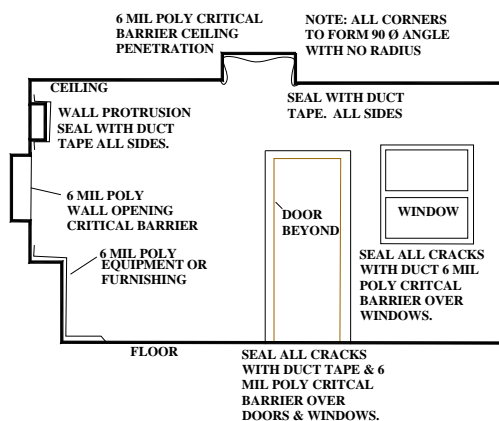 6 MIL POLY CRITICAL
BARRIER CEILING
PENETRATION
NOTE: ALL CORNERS
TO FORM 90 Ø ANGLE
WITH NO RADIUS
CEILING
WALL PROTRUSION
SEAL WITH DUCT
TAPE ALL SIDES.
SEAL WITH DUCT
TAPE. ALL SIDES
6 MIL POLY
WALL OPENING
CRITICAL BARRIER
DOOR
BEYOND
WINDOW
6 MIL POLY
EQUIPMENT OR
FURNISHING
SEAL ALL CRACKS
WITH DUCT 6 MIL
POLY CRITCAL
BARRIER OVER
WINDOWS.
FLOOR
SEAL ALL CRACKS
WITH DUCT TAPE & 6
MIL POLY CRITCAL
BARRIER OVER
DOORS & WINDOWS.